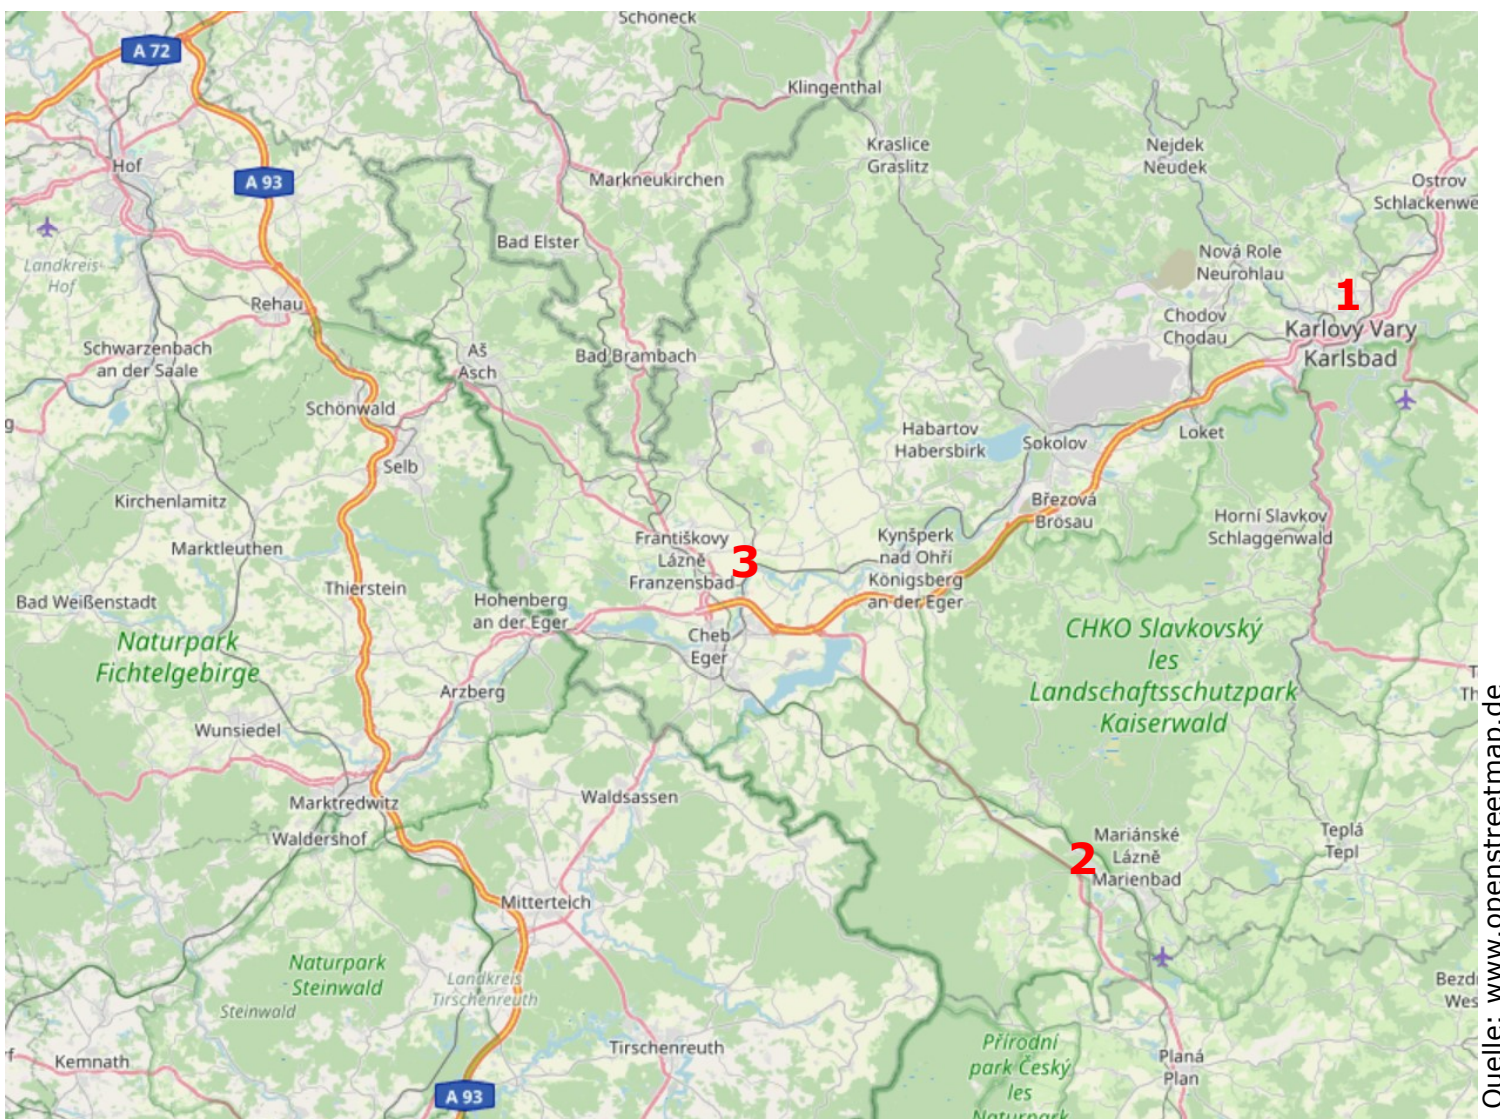 Schöneck
A 72
Klingenthal
Kraslice
Graslitz
Nejdek
Neudek
Hof
A 93
Markneukirchen
Ostrov
Schlackenwe
Bad Elster
Nová Role
Neurohlau
Landkreis
Hof
1
Rehau
Chodov
Chodau
Karlovy Vary
Karlsbad
Schwarzenbach
an der Saale
Aš
Asch
Bad Brambach
Schönwald
Habartov
Habersbirk
Sokolov
Loket
g
Selb
Kirchenlamitz
Březová
Brösau
Horní Slavkov
Schlaggenwald
Marktleuthen
Františkovy
Lázně
Franzensbad
3
Kynšperk
nad Ohří
Königsberg
an der Eger
Thierstein
Bad Weißenstadt
Hohenberg
an der Eger
Naturpark
Fichtelgebirge
Cheb
Eger
CHKO Slavkovský
les
Landschaftsschutzpark
Kaiserwald
T
Th
Arzberg
Wunsiedel
Marktredwitz
Waldsassen
Waldershof
Mariánské
Lázně
Marienbad
2
Teplá
Tepl
Mitterteich
Naturpark
Steinwald
Landkreis
Tirschenreuth
Steinwald
Bezd
Wes
Kemnath
f
Tirschenreuth
Přírodní
park Český
les
Naturpark
Planá
Plan
A 93
Quelle: www.openstreetmap.de